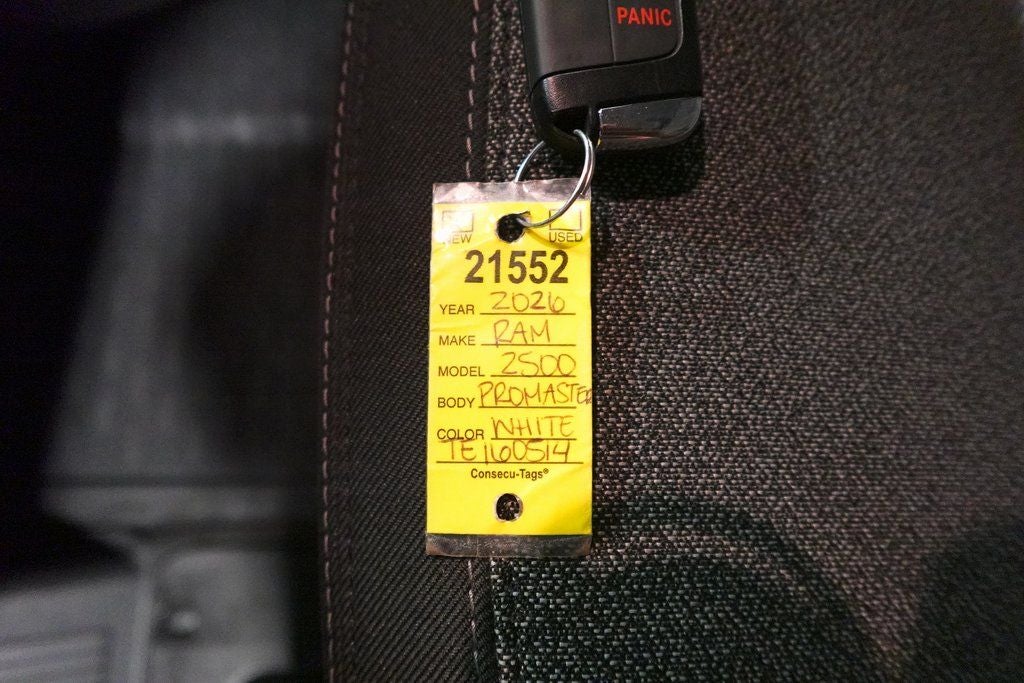 PANIC
NEW USED
21552
YEAR 2026
MAKE RAM
MODEL 2500
BODY PROMASTER
COLOR WHITE
TE160514
Consecu-Tags®